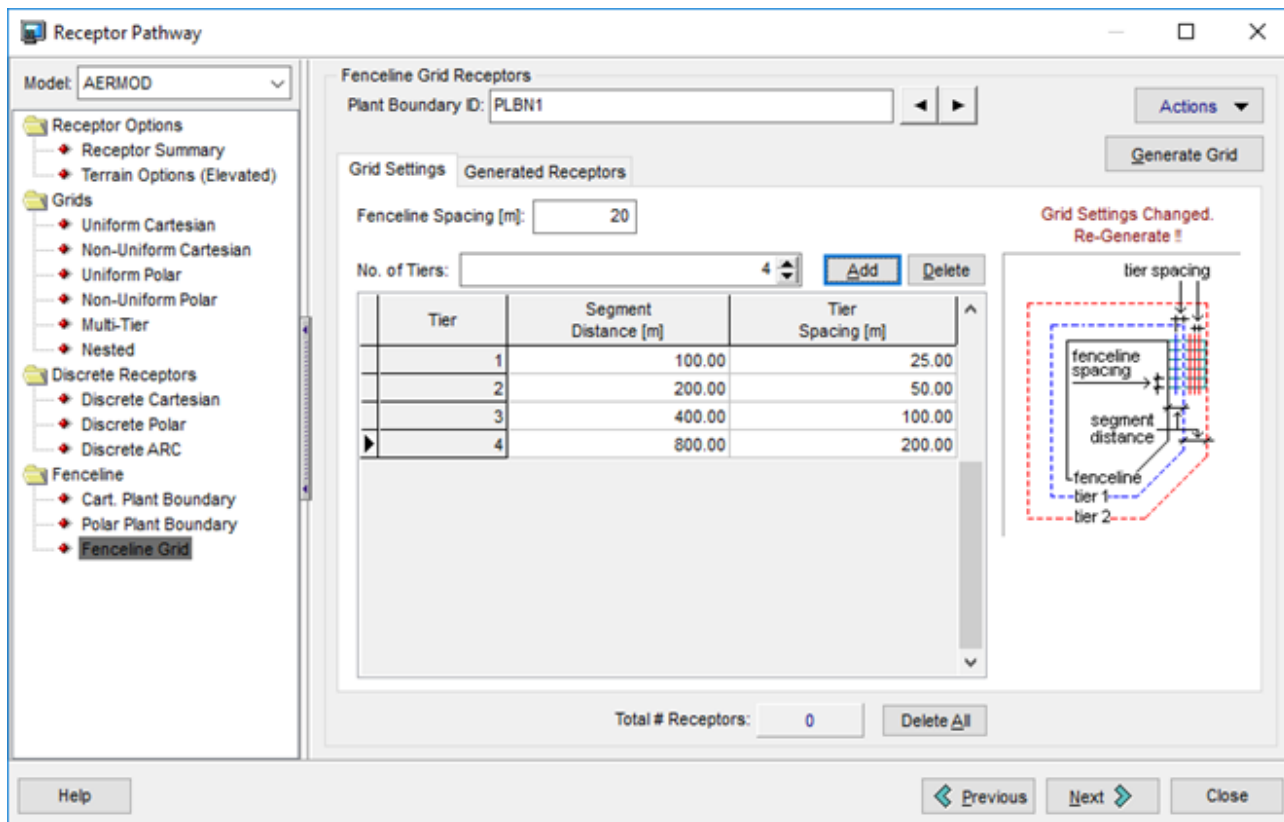 Receptor Pathway
Model: AERMOD
Receptor Options
Receptor Summary
Terrain Options (Elevated)
Grids
Uniform Cartesian
Non-Uniform Cartesian
Uniform Polar
Non-Uniform Polar
Multi-Tier
Nested
Discrete Receptors
Discrete Cartesian
Discrete Polar
Discrete ARC
Fenceline
Cart. Plant Boundary
Polar Plant Boundary
Fenceline Grid
Fenceline Grid Receptors
Plant Boundary ID: PLBN1
Actions
Generate Grid
Grid Settings Generated Receptors
Fenceline Spacing [m]: 20
No. of Tiers: 4 Add Delete
Tier Segment Distance [m] Tier Spacing [m]
1 100.00 25.00
2 200.00 50.00
3 400.00 100.00
4 800.00 200.00
Grid Settings Changed.
Re-Generate !!
tier spacing
fenceline
spacing
segment
distance
fenceline
tier 1
tier 2
Total # Receptors: 0 Delete All
Help Previous Next Close